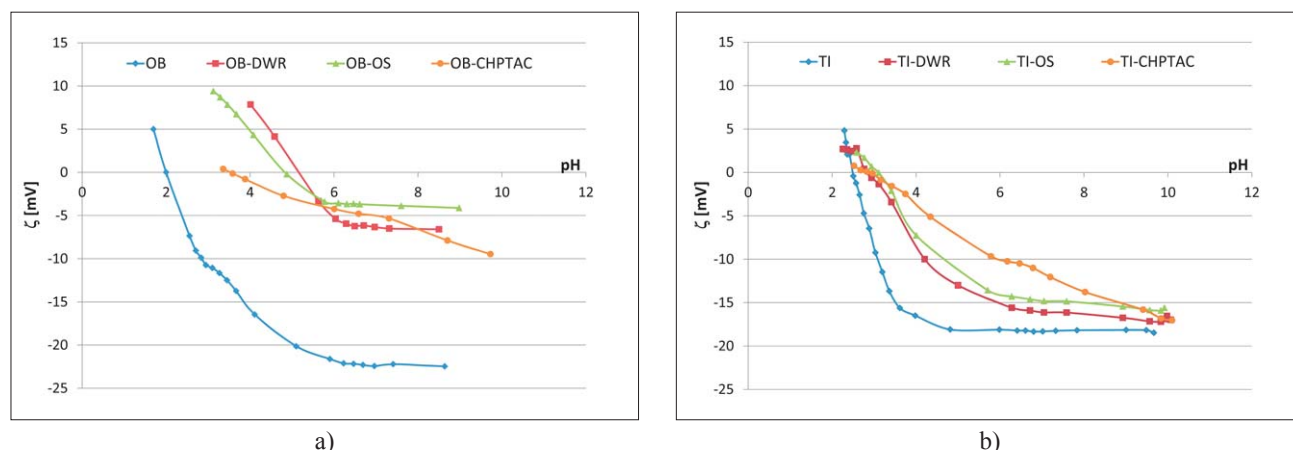 15
OB OB-DWR OB-OS OB-CHPTAC
10
5
pH
0
0 2 4 6 8 10 12
ζ [mV]
-5
-10
-15
-20
-25
a)
15
TI TI-DWR TI-OS TI-CHPTAC
10
5
pH
0
0 2 4 6 8 10 12
ζ [mV]
-5
-10
-15
-20
-25
b)